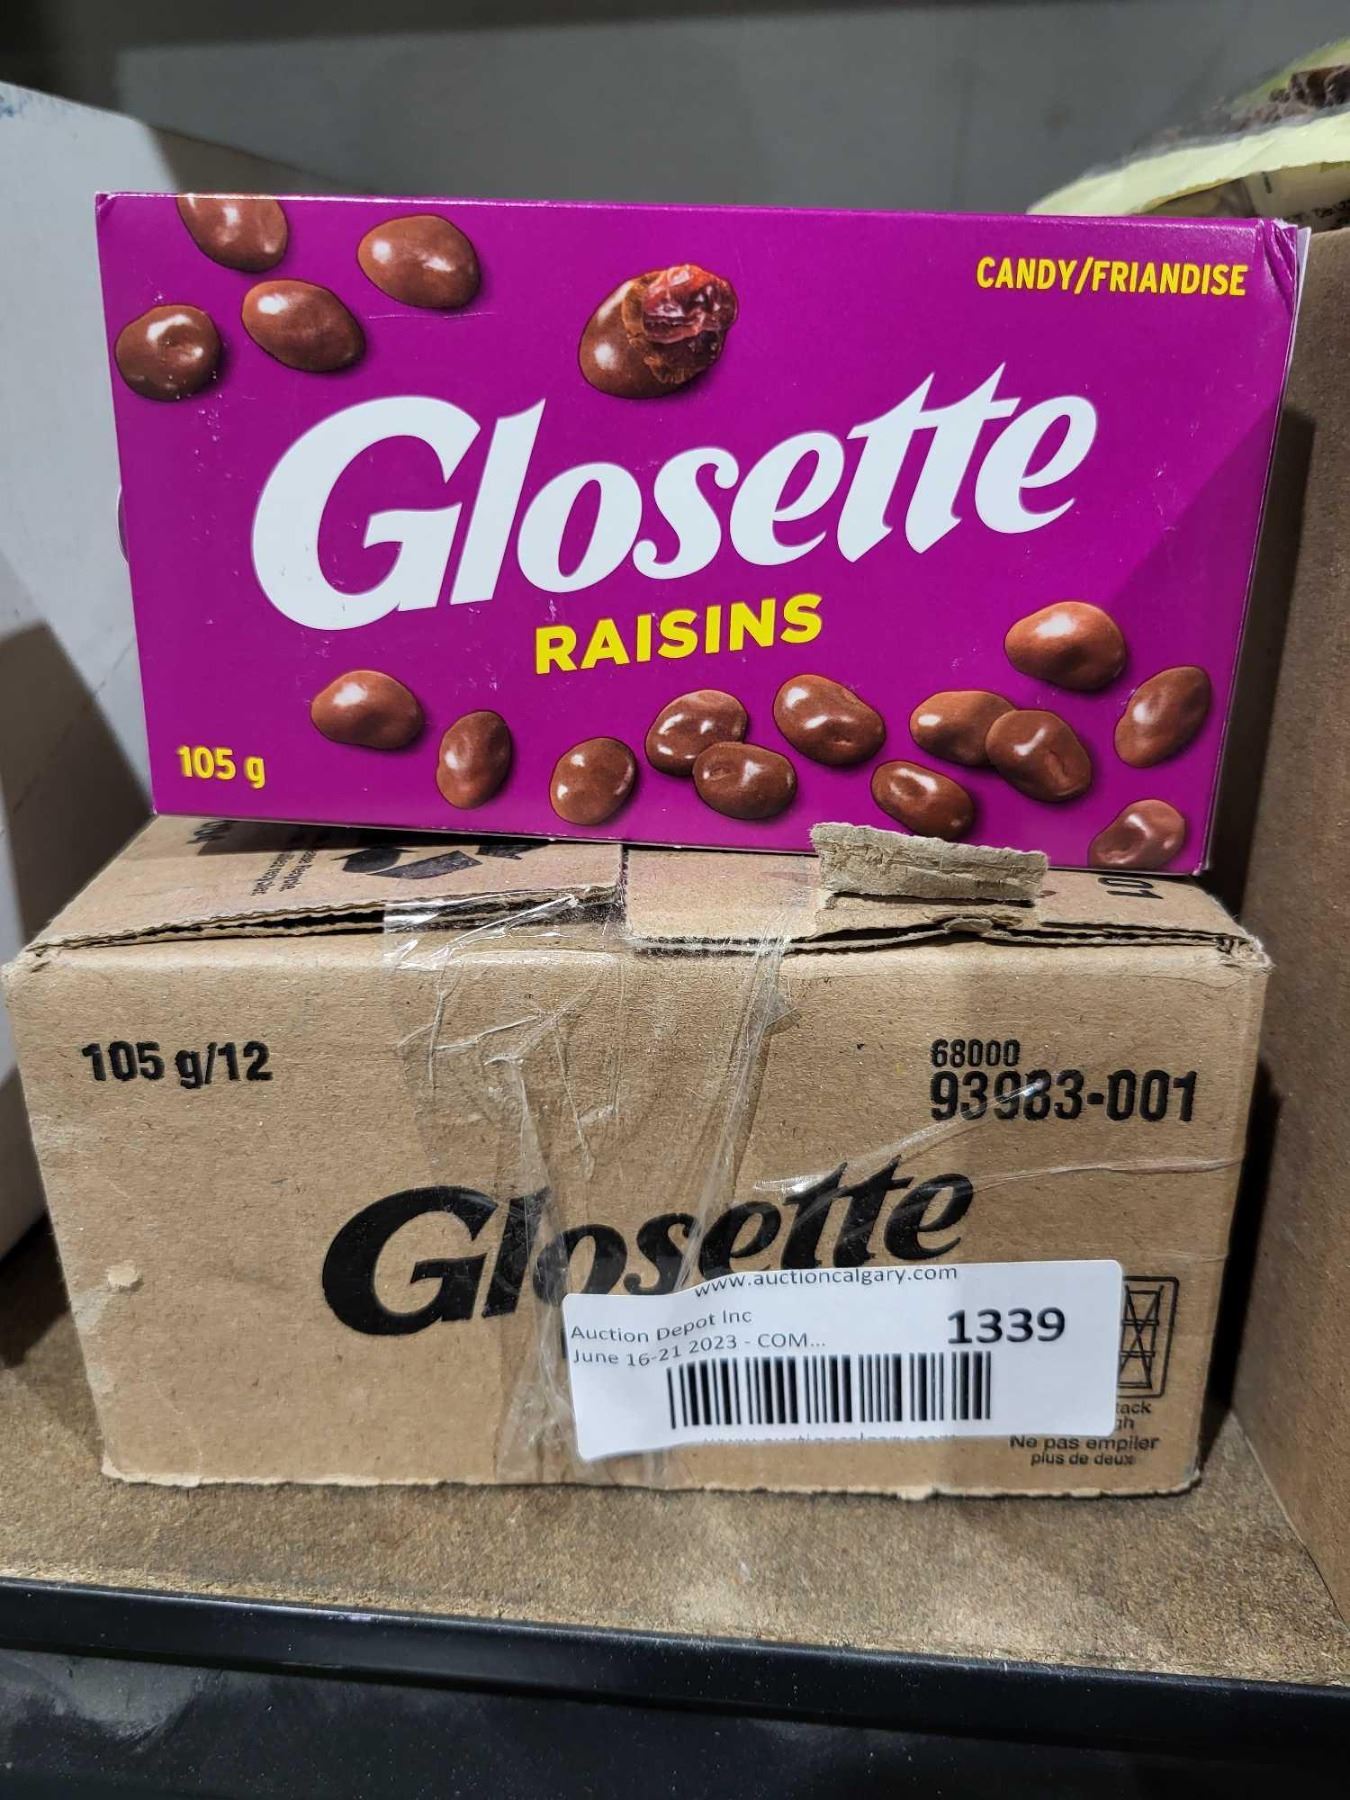 CANDY/FRIANDISE
Glosette
RAISINS
105 g
105 g/12
68000
93983-001
Glosette
www.auctioncalgary.com
Auction Depot Inc
1339
June 16-21 2023 - COM...
Ne pas empiler
plus de deux